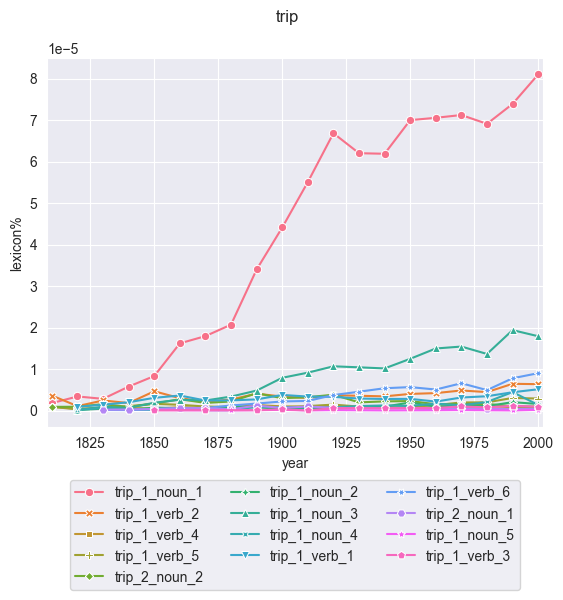 trip
1e−5
8
7
6
5
4
3
2
1
0
lexicon%
1825 1850 1875 1900 1925 1950 1975 2000
year
trip_1_noun_1 trip_1_noun_2 trip_1_verb_6
trip_1_verb_2 trip_1_noun_3 trip_2_noun_1
trip_1_verb_4 trip_1_noun_4 trip_1_noun_5
trip_1_verb_5 trip_1_verb_1 trip_1_verb_3
trip_2_noun_2